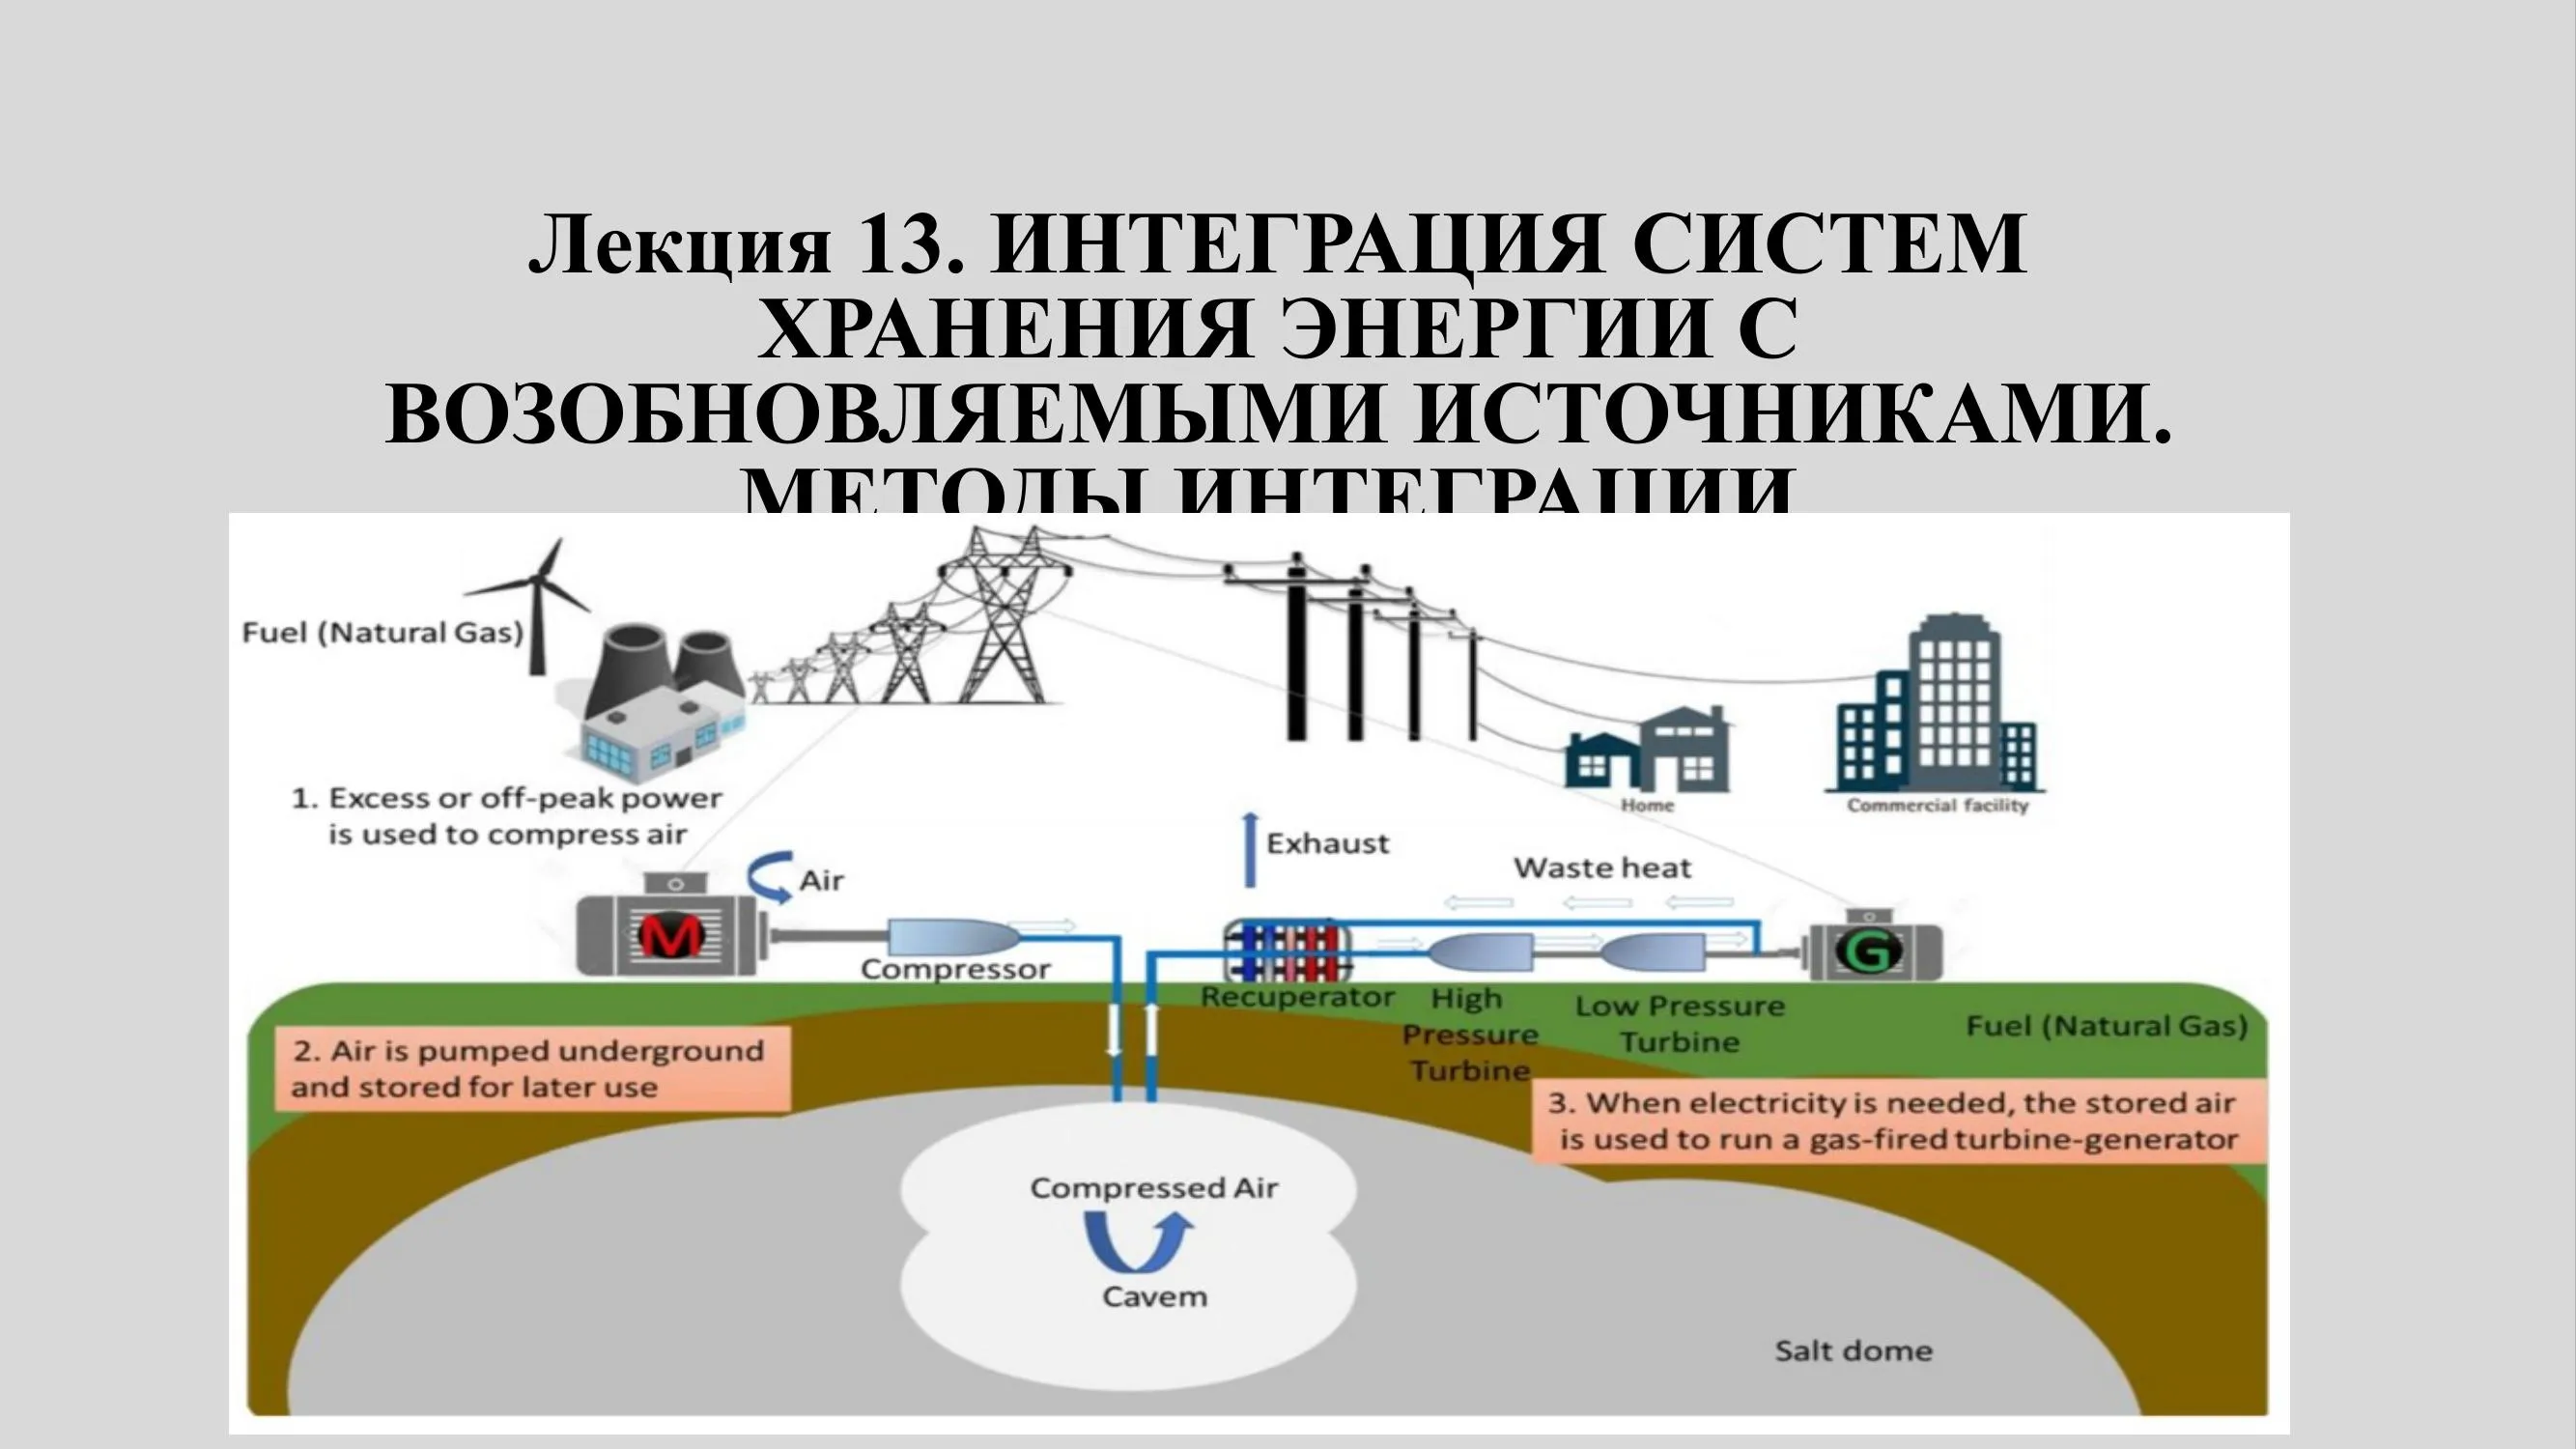 Лекция 13. ИНТЕГРАЦИЯ СИСТЕМ
ХРАНЕНИЯ ЭНЕРГИИ С
ВОЗОБНОВЛЯЕМЫМИ ИСТОЧНИКАМИ.
МЕТОДЫ ИНТЕГРАЦИИ
Fuel (Natural Gas)
1. Excess or off-peak power
is used to compress air
Home
Commercial facility
Air
Exhaust
Waste heat
M
G
Compressor
Recuperator
High
Pressure
Turbine
Low Pressure
Turbine
Fuel (Natural Gas)
2. Air is pumped underground
and stored for later use
3. When electricity is needed, the stored air
is used to run a gas-fired turbine-generator
Compressed Air
Cavem
Salt dome